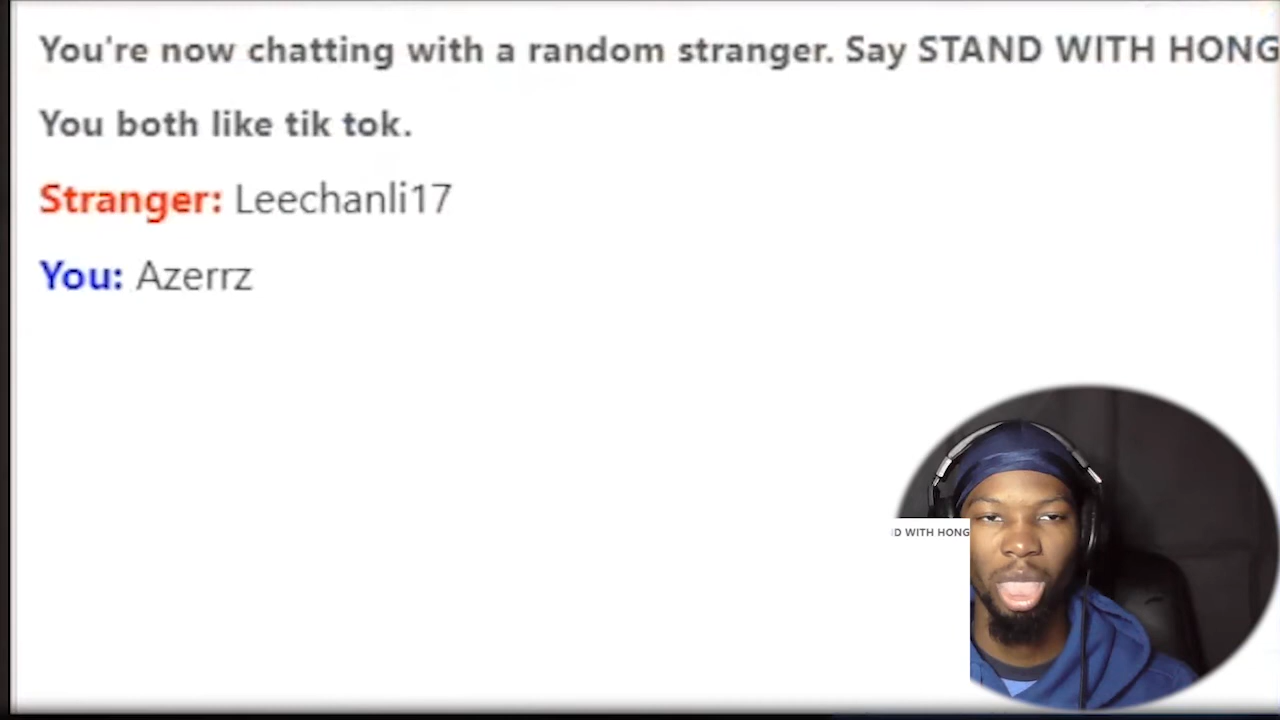 You're now chatting with a random stranger. Say STAND WITH HONG
You both like tik tok.
Stranger: Leechanli17
You: Azerrz
D WITH HONG